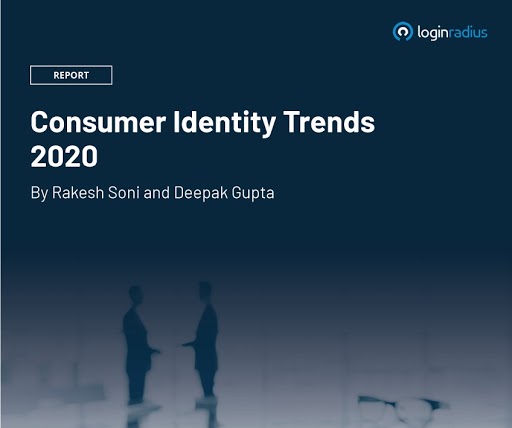 loginradius
REPORT
Consumer Identity Trends
2020
By Rakesh Soni and Deepak Gupta